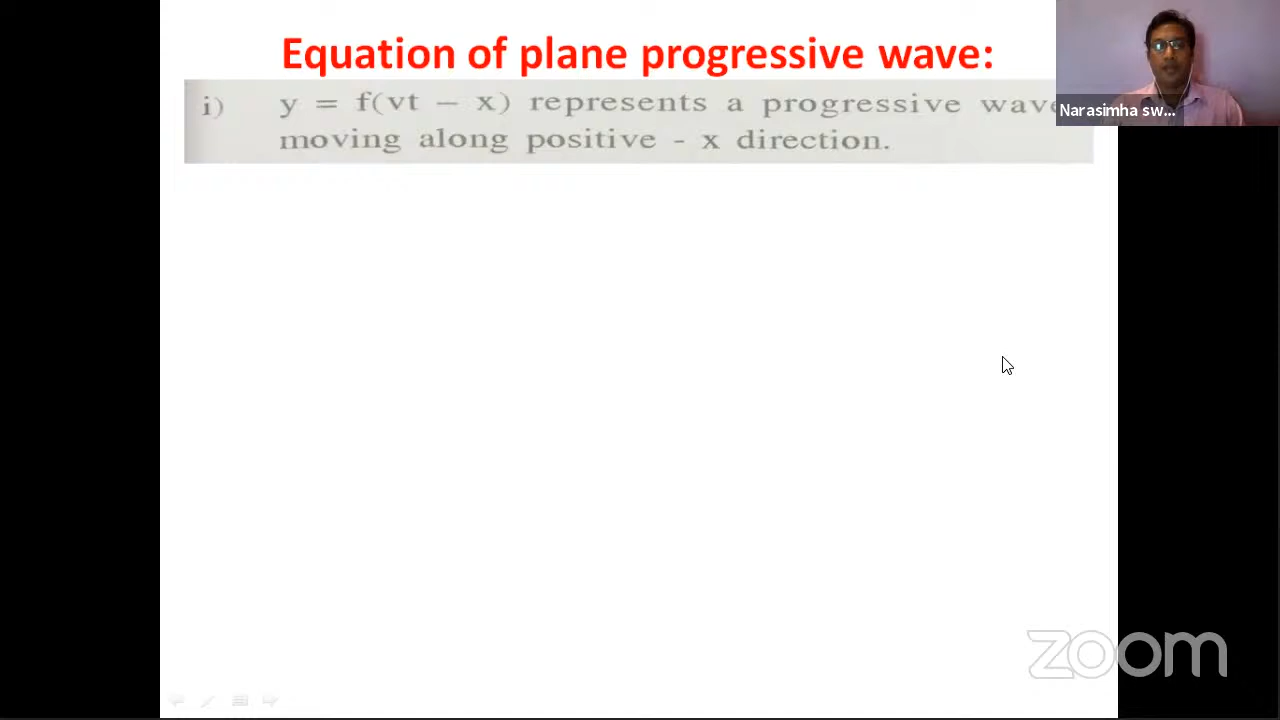 Equation of plane progressive wave:
i) y = f(vt – x) represents a progressive wave
moving along positive - x direction.
Narasimha sw...
zoom